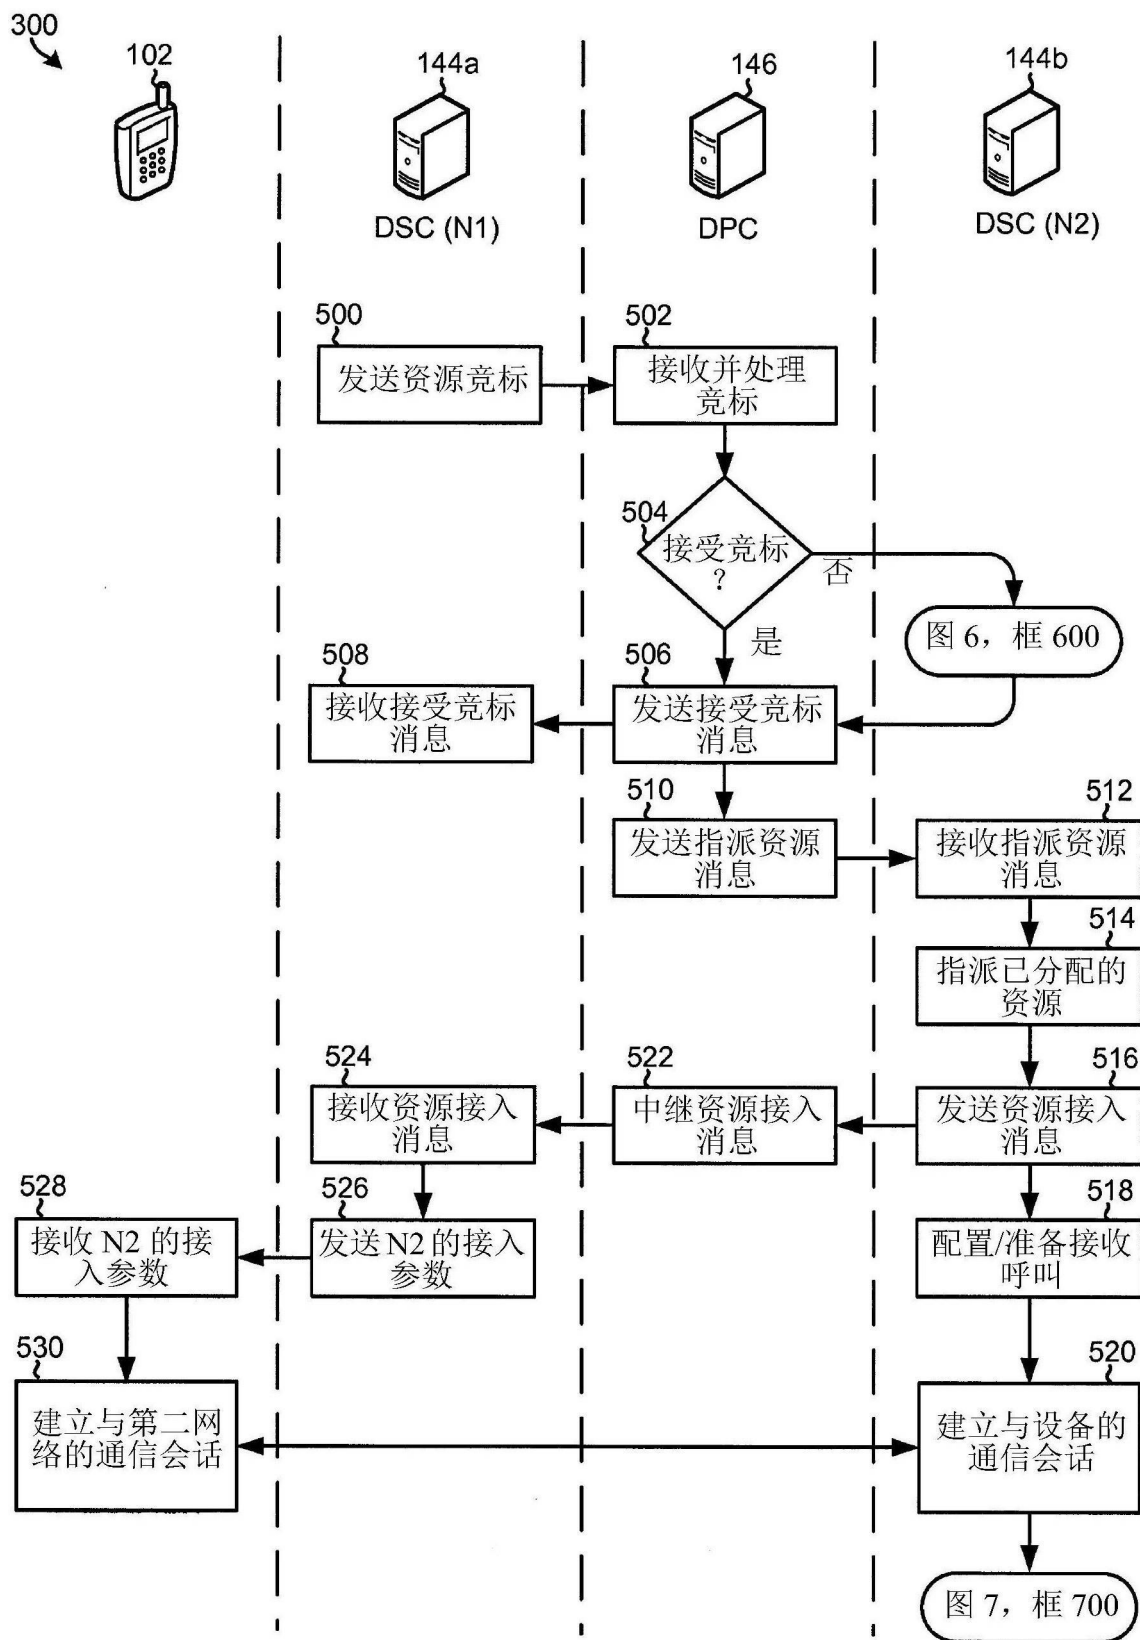 300
102
144a
146
144b
DSC (N1)
DPC
DSC (N2)
500
发送资源竞标
502
接收并处理
竞标
504
接受竞标
?
否
是
图 6，框 600
508
接收接受竞标
消息
506
发送接受竞标
消息
510
发送指派资源
消息
512
接收指派资源
消息
514
指派已分配的
资源
524
接收资源接入
消息
522
中继资源接入
消息
516
发送资源接入
消息
528
接收 N2 的接
入参数
526
发送 N2 的接入
参数
518
配置/准备接收
呼叫
530
建立与第二网
络的通信会话
520
建立与设备的
通信会话
图 7，框 700